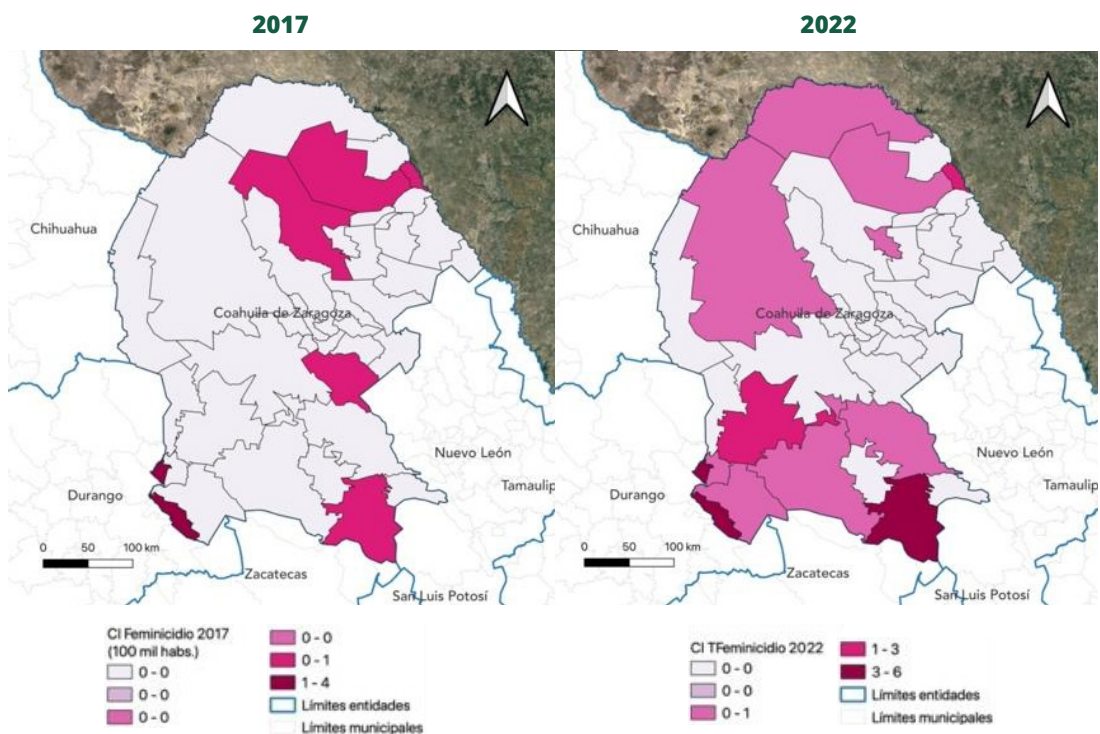 2017
2022
Chihuahua
Coahuila de Zaragoza
Nuevo León
Tamaulip
Durango
0 50 100 km
Zacatecas
San Luis Potosí
Chihuahua
Coahuila de Zaragoza
Nuevo León
Tamaulip
Durango
0 50 100 km
Zacatecas
San Luis Potosí
CI Feminicidio 2017
(100 mil habs.)
0 - 0
0 - 0
0 - 0
0 - 0
0 - 1
1 - 4
Límites entidades
Límites municipales
CI TFeminicidio 2022
0 - 0
0 - 0
0 - 1
1 - 3
3 - 6
Límites entidades
Límites municipales